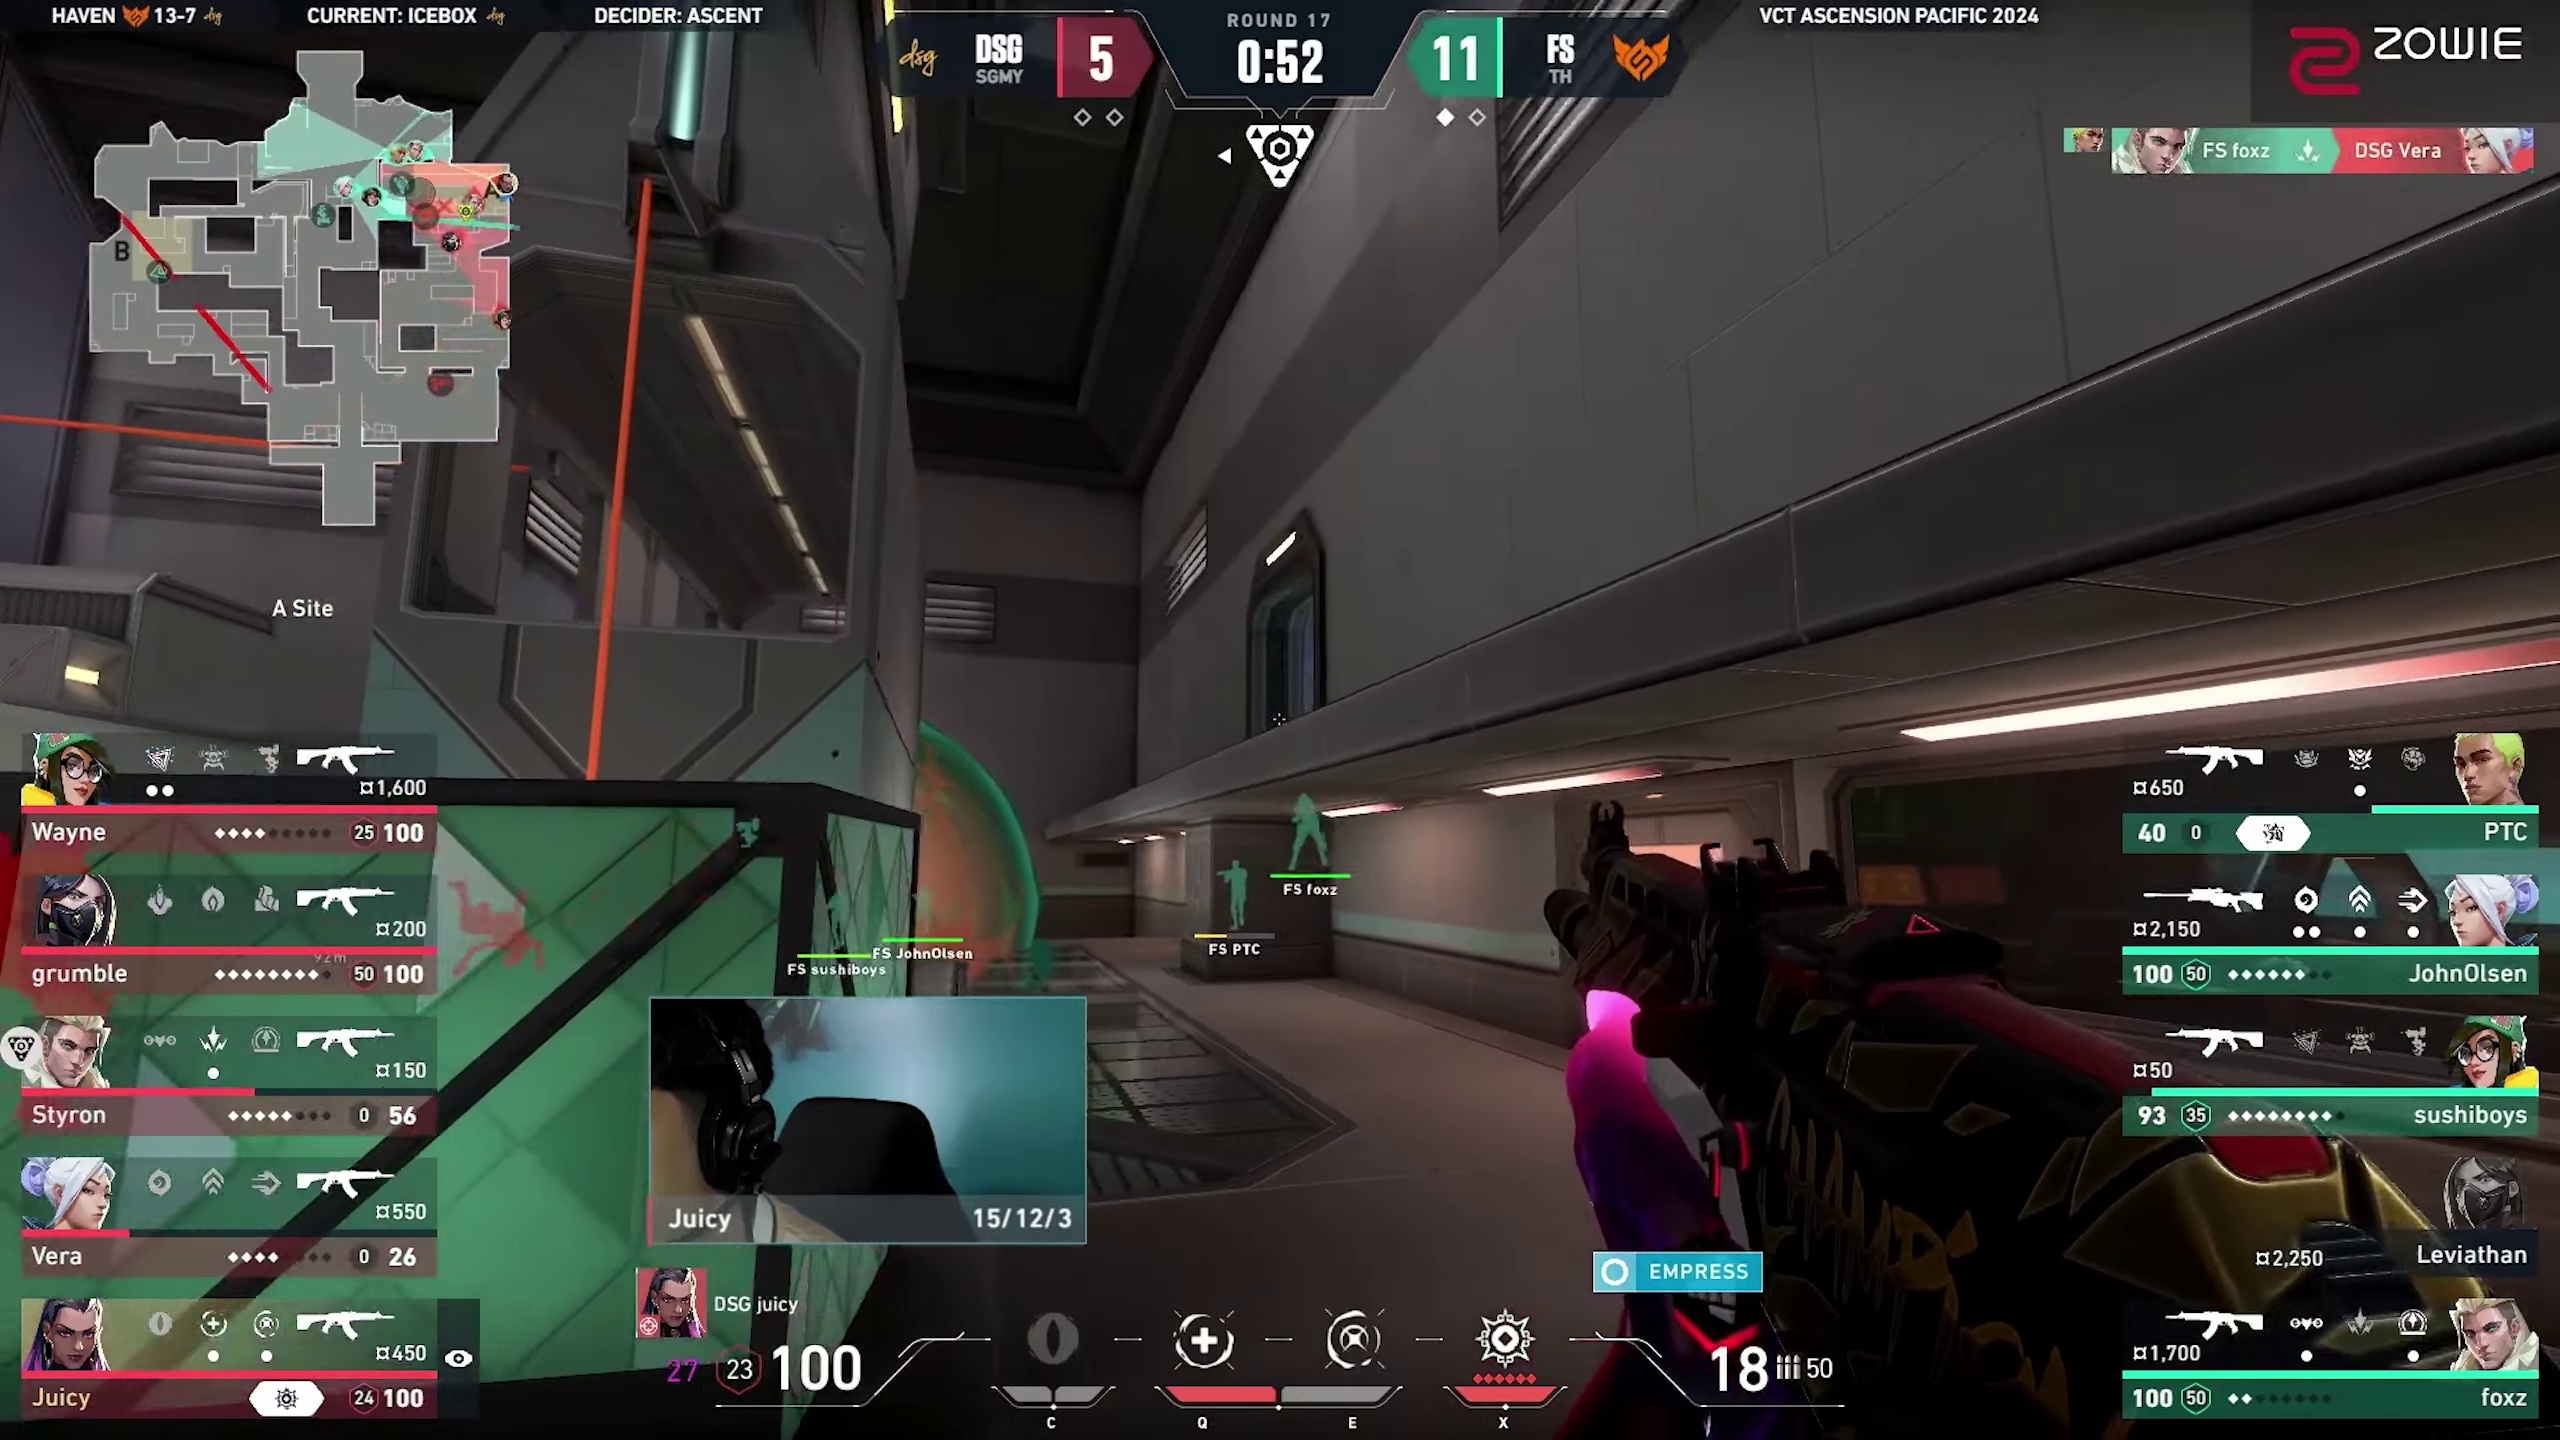 HAVEN 13-7 dsg
CURRENT: ICEBOX dsg
DECIDER: ASCENT
dsg DSG SGMY 5
ROUND 17
0:52
11 FS TH
VCT ASCENSION PACIFIC 2024
ZOWIE
FS foxz DSG Vera
A
B
A Site
1,600
Wayne 25 100
200
92m
grumble 50 100
150
Styron 0 56
550
Vera 0 26
450
Juicy 24 100
FS foxz
FS PTC
FS JohnOlsen
FS sushiboys
Juicy 15/12/3
EMPRESS
DSG juicy
27 23 100
C
Q
E
X
18 50
650
40 0 PTC
2,150
100 50 JohnOlsen
50
93 35 sushiboys
2,250 Leviathan
1,700
100 50 foxz